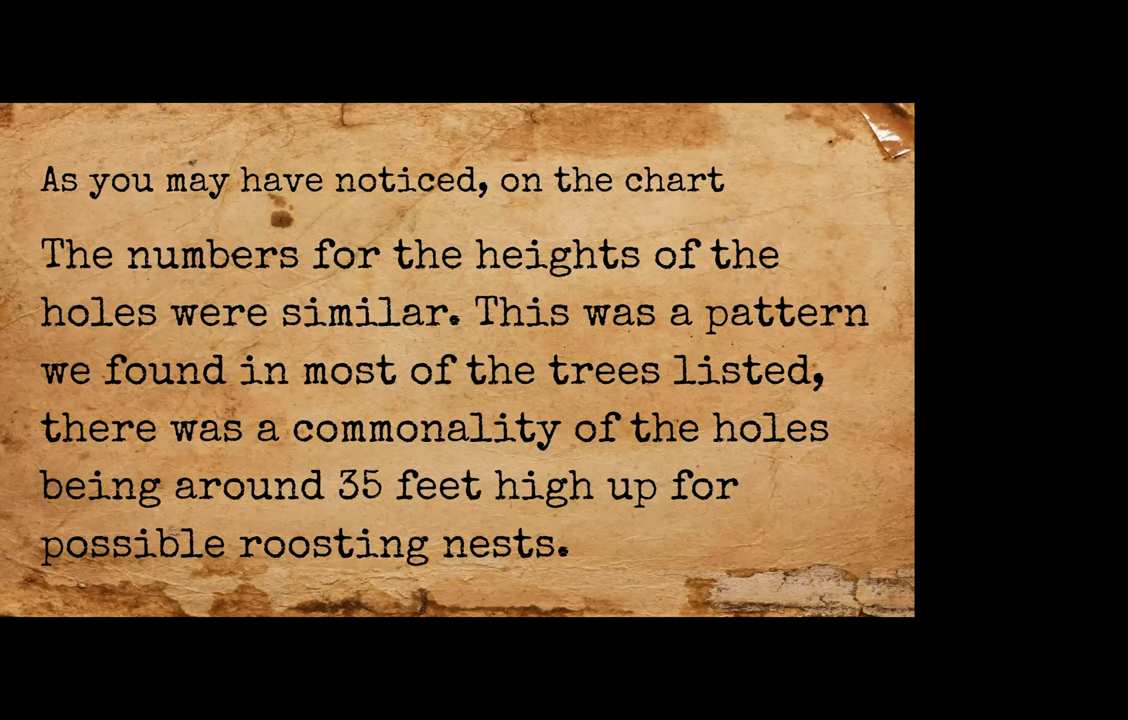 As you may have noticed, on the chart
The numbers for the heights of the
holes were similar. This was a pattern
we found in most of the trees listed,
there was a commonality of the holes
being around 35 feet high up for
possible roosting nests.